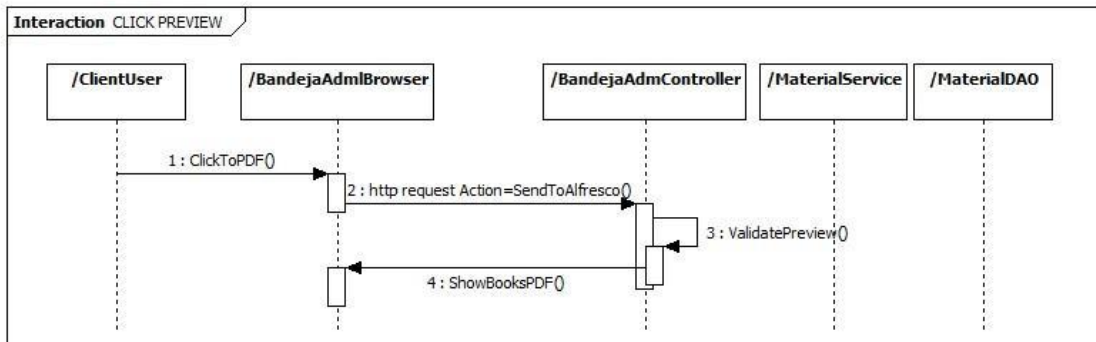 Interaction CLICK PREVIEW
/ClientUser
/BandejaAdmlBrowser
/BandejaAdmController
/MaterialService
/MaterialDAO
1 : ClickToPDF()
2 : http request Action=SendToAlfresco()
3 : ValidatePreview()
4 : ShowBooksPDF()